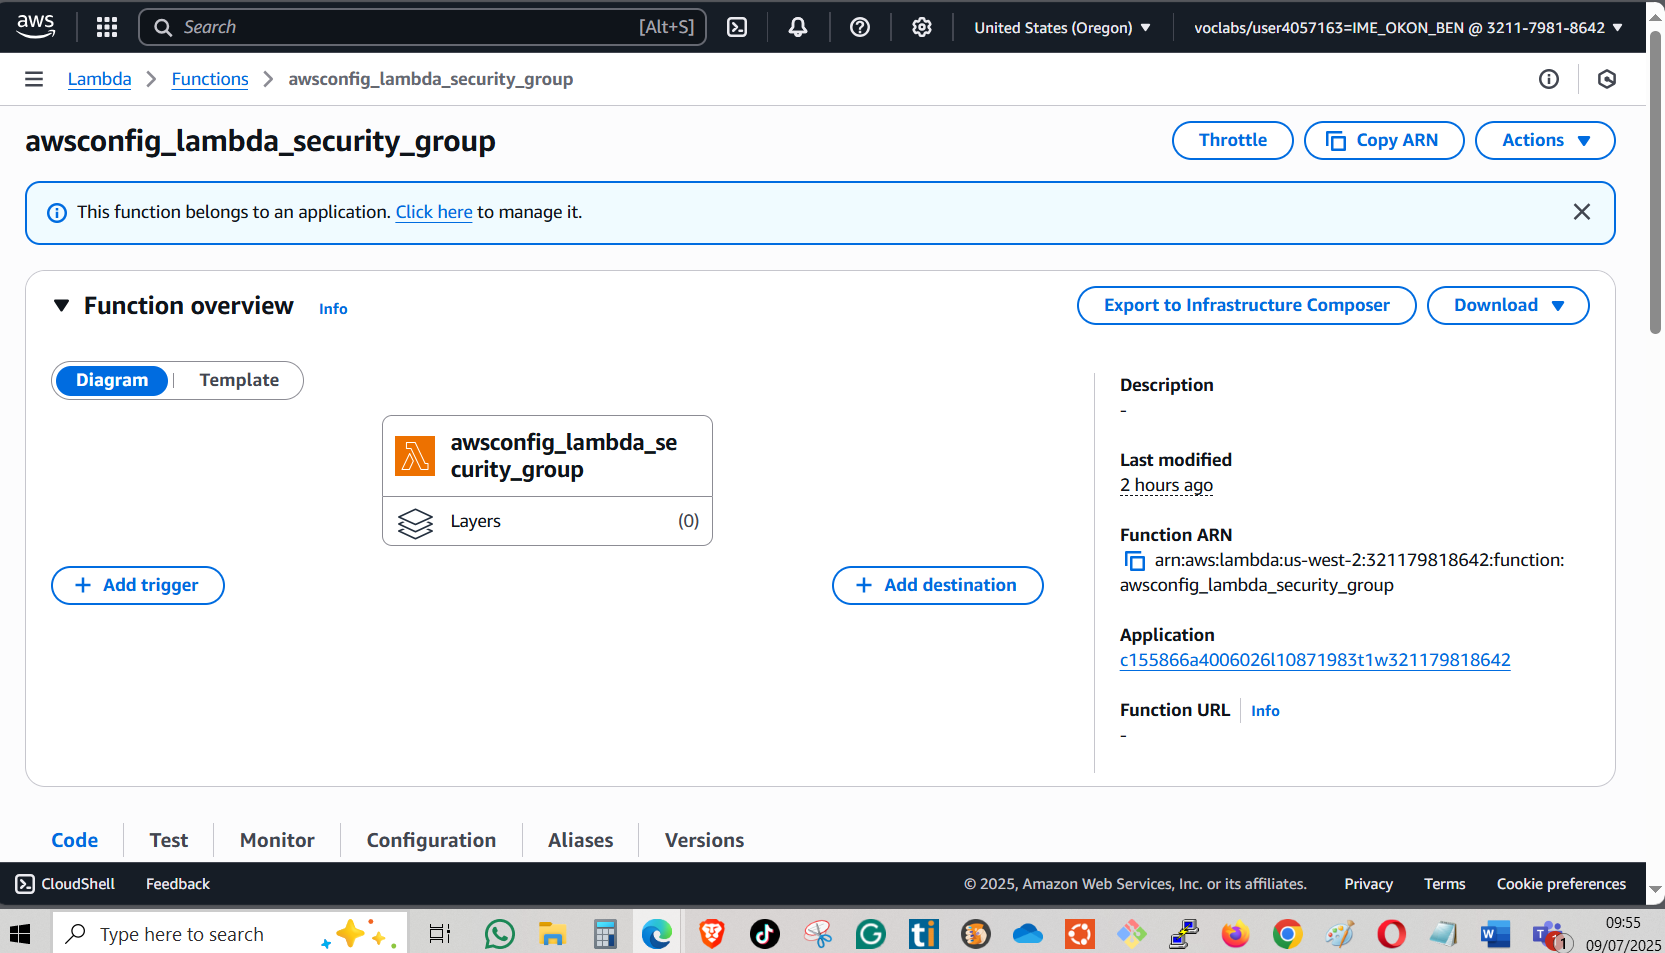 aws
Search [Alt+S] United States (Oregon) voclabs/user4057163=IME_OKON_BEN @ 3211-7981-8642
Lambda Functions awsconfig_lambda_security_group
awsconfig_lambda_security_group
Throttle Copy ARN Actions
This function belongs to an application. Click here to manage it.
Function overview Info
Export to Infrastructure Composer Download
Diagram Template
awsconfig_lambda_se
curity_group
Layers (0)
Add trigger
Add destination
Description
-
Last modified
2 hours ago
Function ARN
arn:aws:lambda:us-west-2:321179818642:function:
awsconfig_lambda_security_group
Application
c155866a4006026l10871983t1w321179818642
Function URL Info
-
Code Test Monitor Configuration Aliases Versions
CloudShell Feedback © 2025, Amazon Web Services, Inc. or its affiliates. Privacy Terms Cookie preferences
Type here to search
ti
W
T
1
09:55
09/07/2025